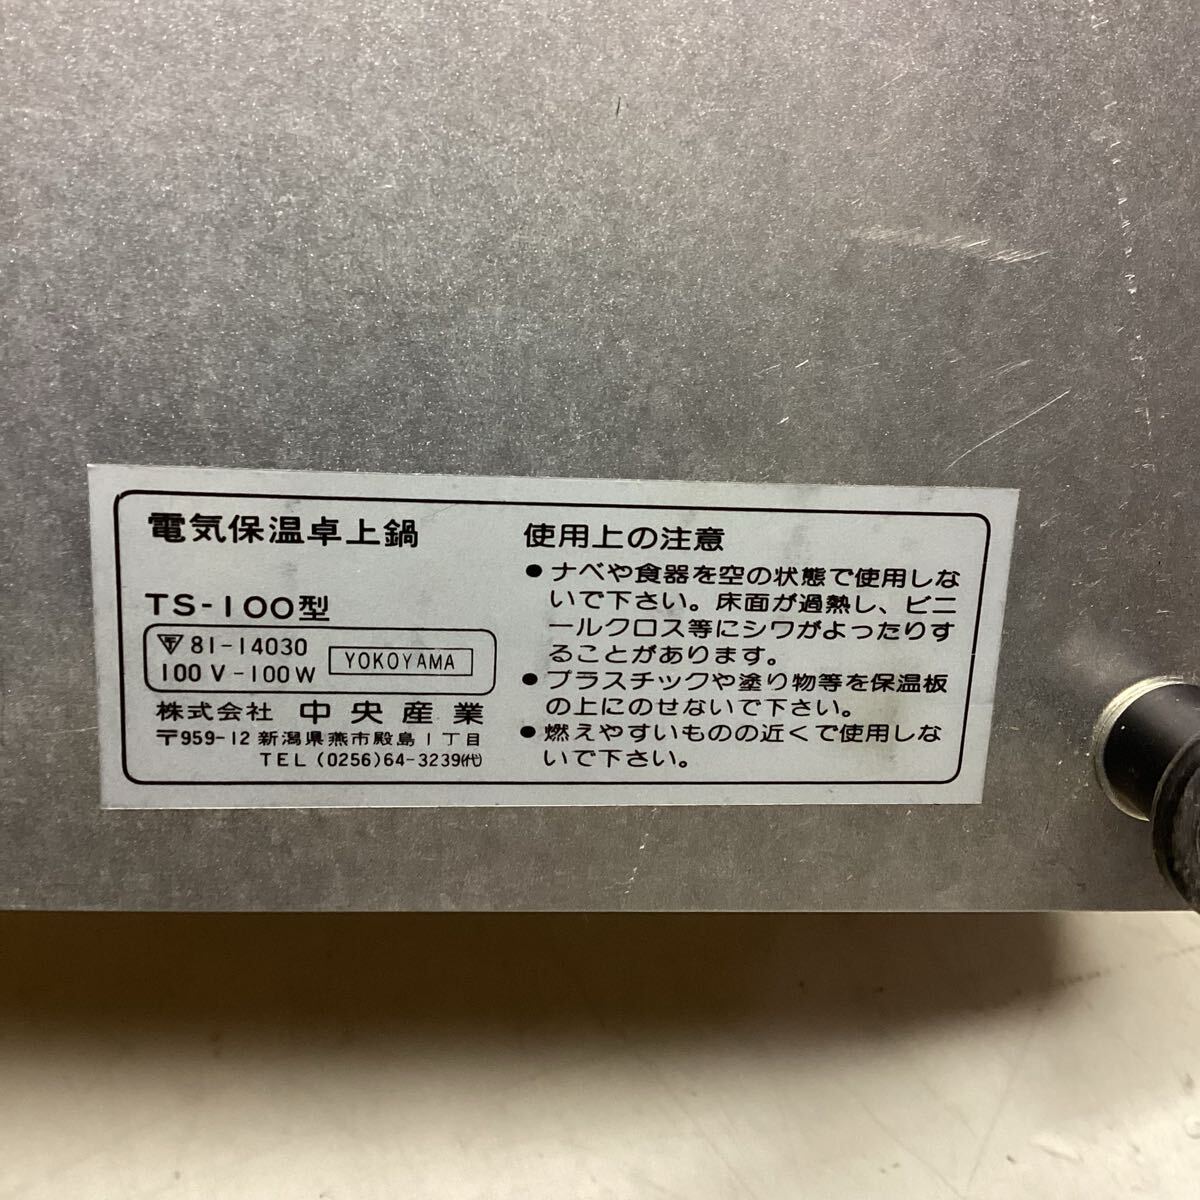 電気保温卓上鍋
TS-100型
〒 81-14030
100V-100W
YOKOYAMA
株式会社 中央産業
〒959-12 新潟県燕市殿島1丁目
TEL (0256)64-3239㈹
使用上の注意
●ナベや食器を空の状態で使用しな
いで下さい。床面が過熱し、ビニ
ールクロス等にシワがよったりす
ることがあります。
●プラスチックや塗り物等を保温板
の上にのせないで下さい。
●燃えやすいものの近くで使用しな
いで下さい。